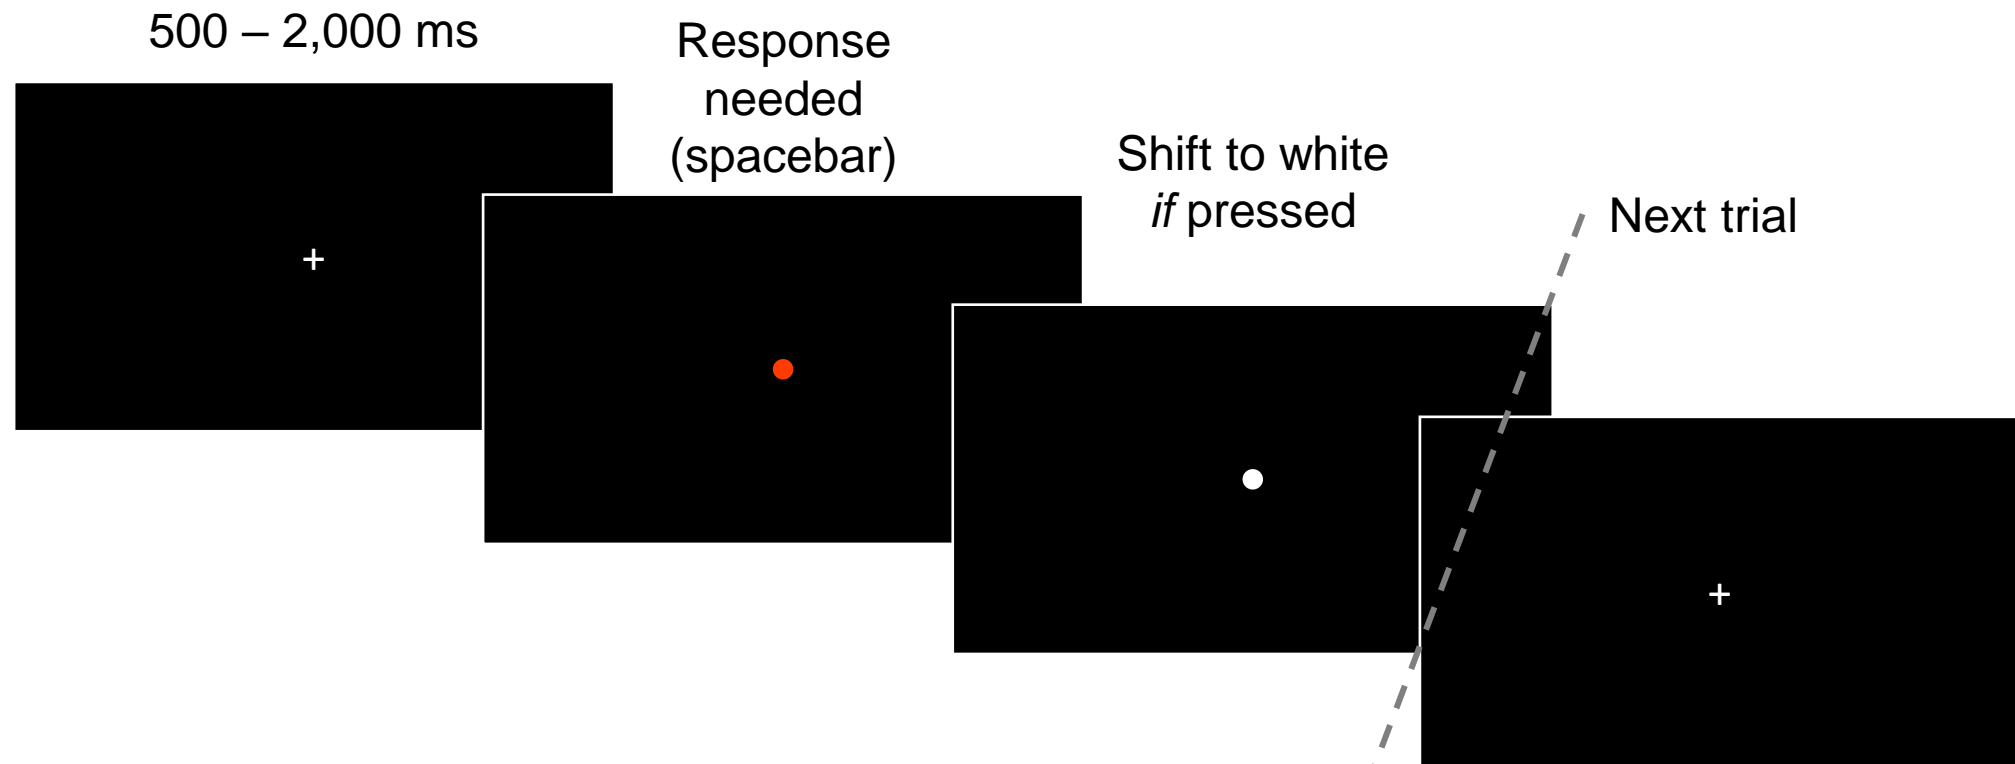 500 – 2,000 ms
Response
needed
(spacebar)
Shift to white
if pressed
Next trial